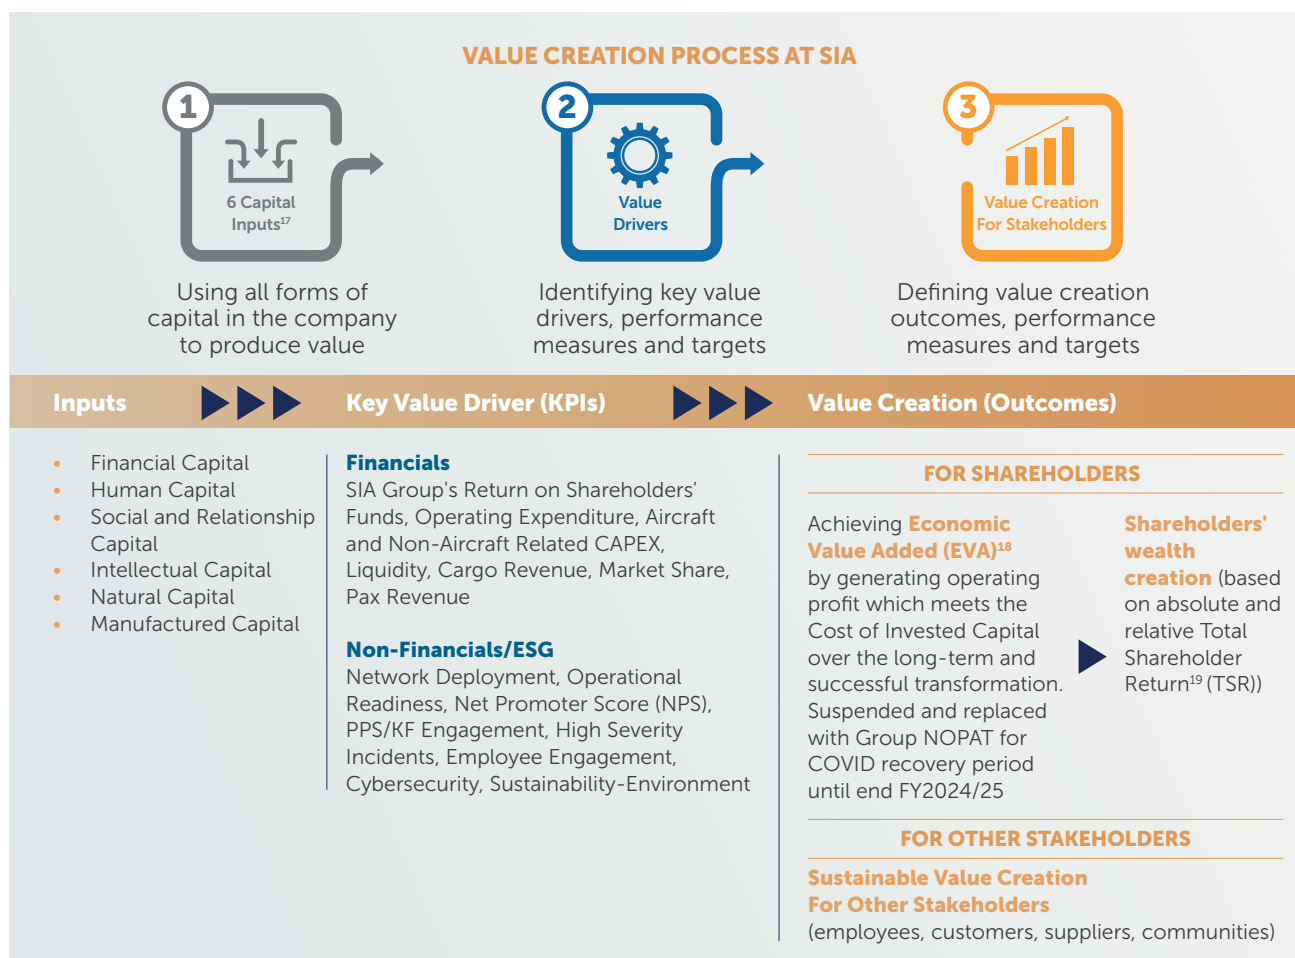 VALUE CREATION PROCESS AT SIA
1
6 Capital
Inputs17
Using all forms of
capital in the company
to produce value
2
Value
Drivers
Identifying key value
drivers, performance
measures and targets
3
Value Creation
For Stakeholders
Defining value creation
outcomes, performance
measures and targets
Inputs
Key Value Driver (KPIs)
Value Creation (Outcomes)
• Financial Capital
• Human Capital
• Social and Relationship
Capital
• Intellectual Capital
• Natural Capital
• Manufactured Capital
Financials
SIA Group's Return on Shareholders'
Funds, Operating Expenditure, Aircraft
and Non-Aircraft Related CAPEX,
Liquidity, Cargo Revenue, Market Share,
Pax Revenue
Non-Financials/ESG
Network Deployment, Operational
Readiness, Net Promoter Score (NPS),
PPS/KF Engagement, High Severity
Incidents, Employee Engagement,
Cybersecurity, Sustainability-Environment
FOR SHAREHOLDERS
Achieving Economic
Value Added (EVA)18
by generating operating
profit which meets the
Cost of Invested Capital
over the long-term and
successful transformation.
Suspended and replaced
with Group NOPAT for
COVID recovery period
until end FY2024/25
Shareholders'
wealth
creation (based
on absolute and
relative Total
Shareholder
Return19 (TSR))
FOR OTHER STAKEHOLDERS
Sustainable Value Creation
For Other Stakeholders
(employees, customers, suppliers, communities)